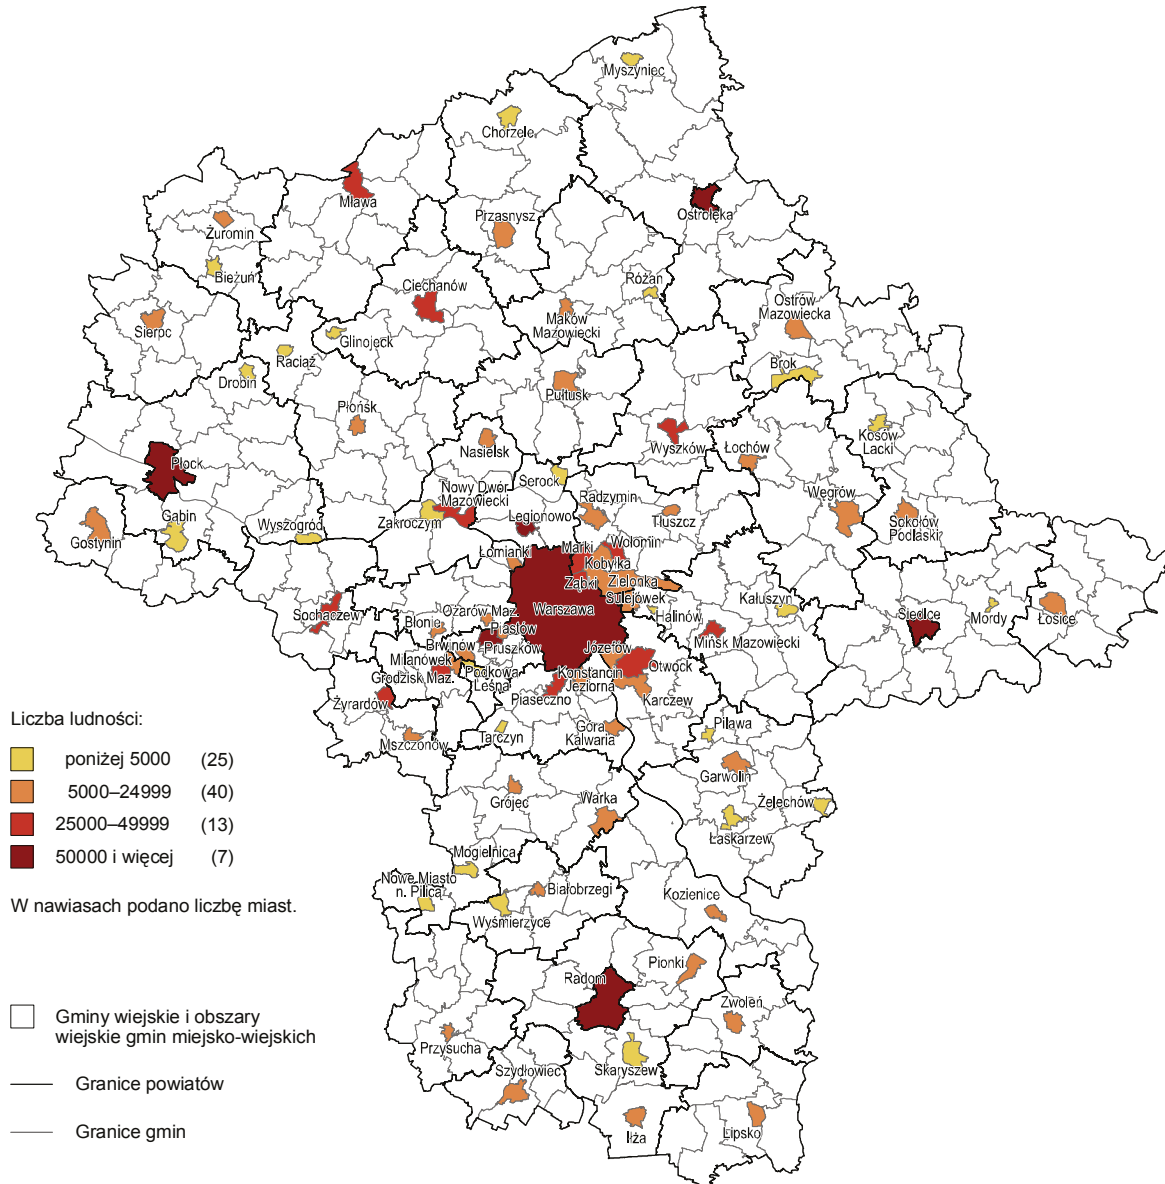 Myszyniec
Chorzele
Mława
Ostrołęka
Przasnysz
Żuromin
Bieżuń
Różan
Ciechanów
Ostrów
Mazowiecka
Maków
Mazowiecki
Sierpc
Glinojeck
Raciąż
Brok
Drobin
Pułtusk
Płońsk
Kosów
Lacki
Wyszków
Łochów
Nasielsk
Płock
Serock
Nowy Dwór
Mazowiecki
Radzymin
Węgrów
Gąbin
Wyszogród
Zakroczym
Legionowo
Tłuszcz
Sokołów
Podlaski
Gostynin
Łomianki
Marki
Wołomin
Kobyłka
Ząbki
Zielonka
Sulejówek
Warszawa
Halinów
Kałuszyn
Siedlce
Mordy
Łosice
Sochaczew
Ożarów Maz.
Błonie
Piastów
Brwinów
Pruszków
Józefów
Mińsk Mazowiecki
Milanówek
Grodzisk Maz.
Podkowa
Leśna
Konstancin
Jeziorna
Otwock
Piaseczno
Karczew
Żyrardów
Mszczonów
Tarczyn
Góra
Kalwaria
Pilawa
Garwolin
Liczba ludności:
poniżej 5000 (25)
5000–24999 (40)
25000–49999 (13)
50000 i więcej (7)
W nawiasach podano liczbę miast.
Grójec
Warka
Żelechów
Łaskarzew
Mogielnica
Nowe Miasto
n. Pilicą
Białobrzegi
Wyśmierzyce
Kozienice
Pionki
Radom
Zwoleń
Przysucha
Skaryszew
Szydłowiec
Iłża
Lipsko
Gminy wiejskie i obszary
wiejskie gmin miejsko-wiejskich
Granice powiatów
Granice gmin